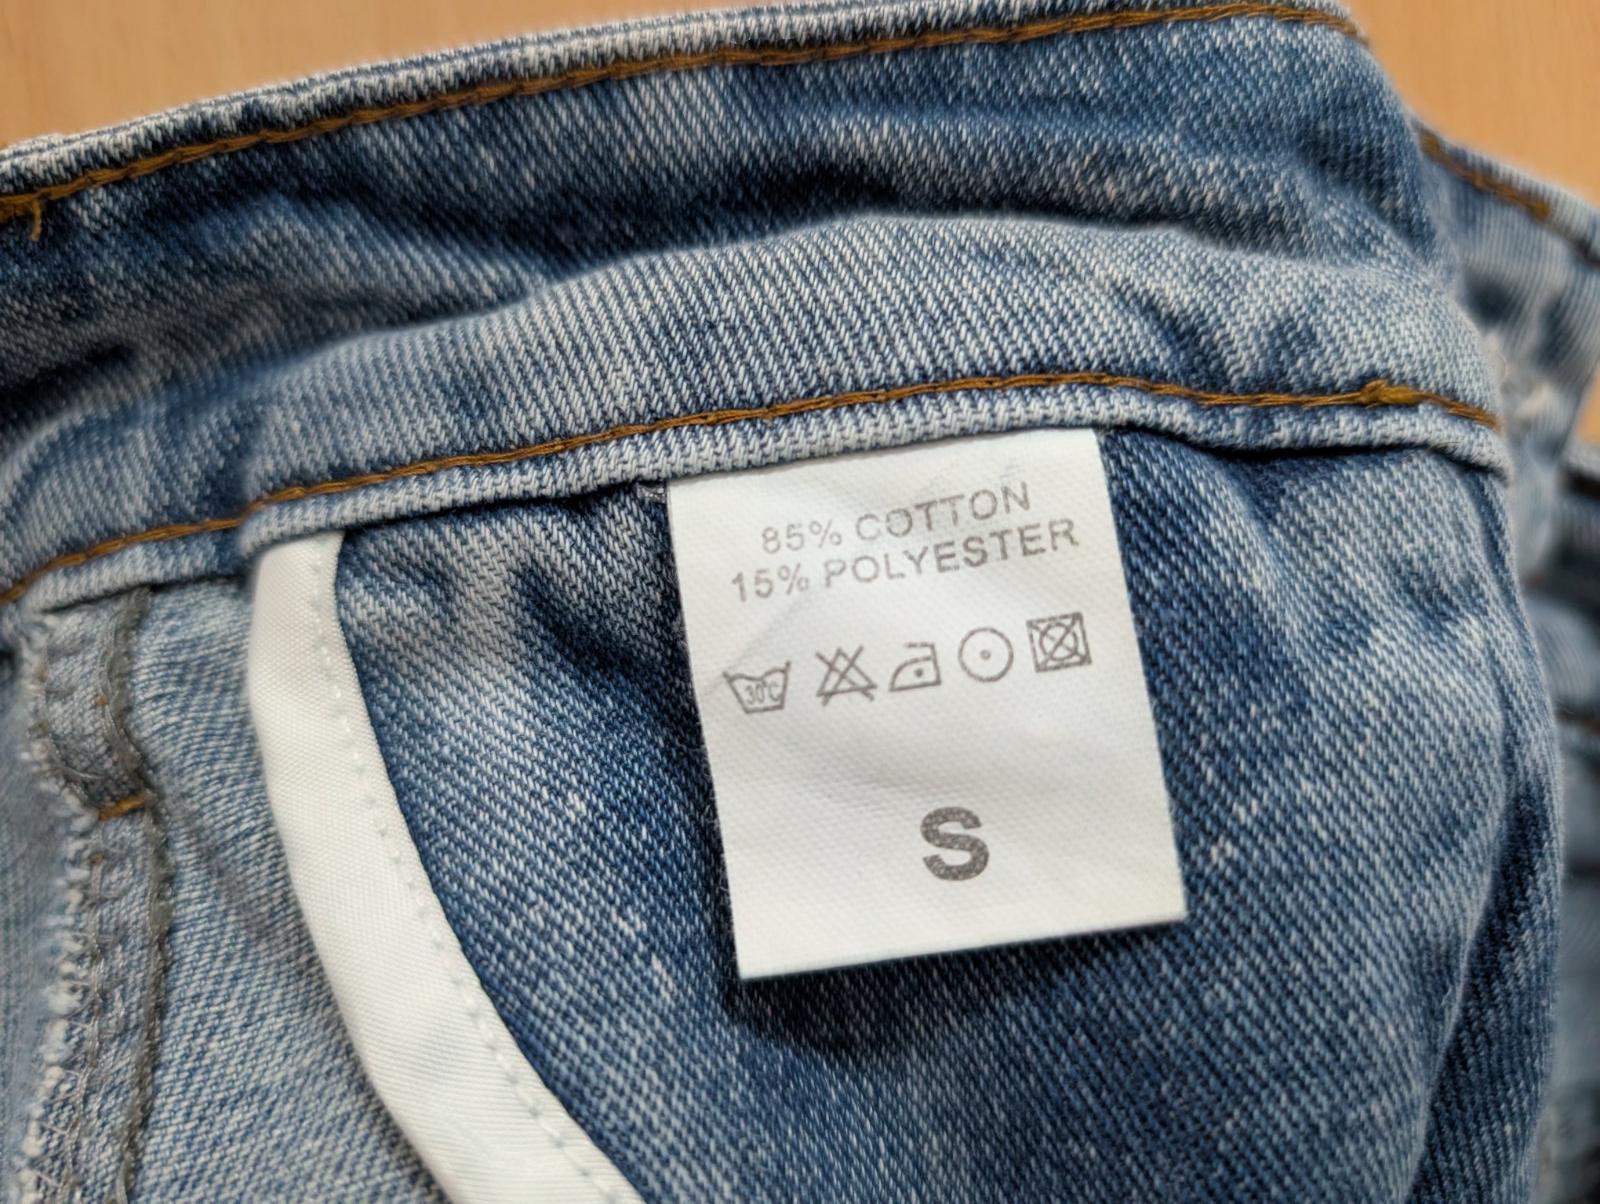 85% COTTON
15% POLYESTER
30°C
S